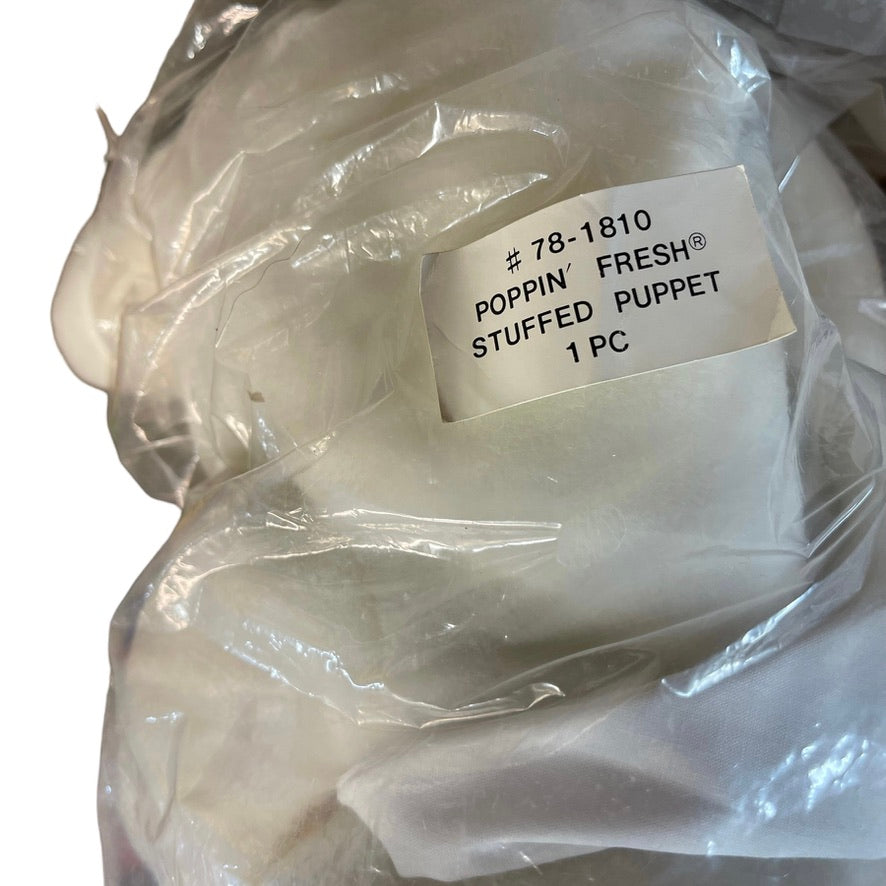 # 78-1810
POPPIN' FRESH®
STUFFED PUPPET
1 PC